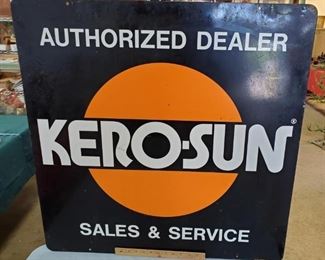 AUTHORIZED DEALER
KERO-SUN®
SALES & SERVICE